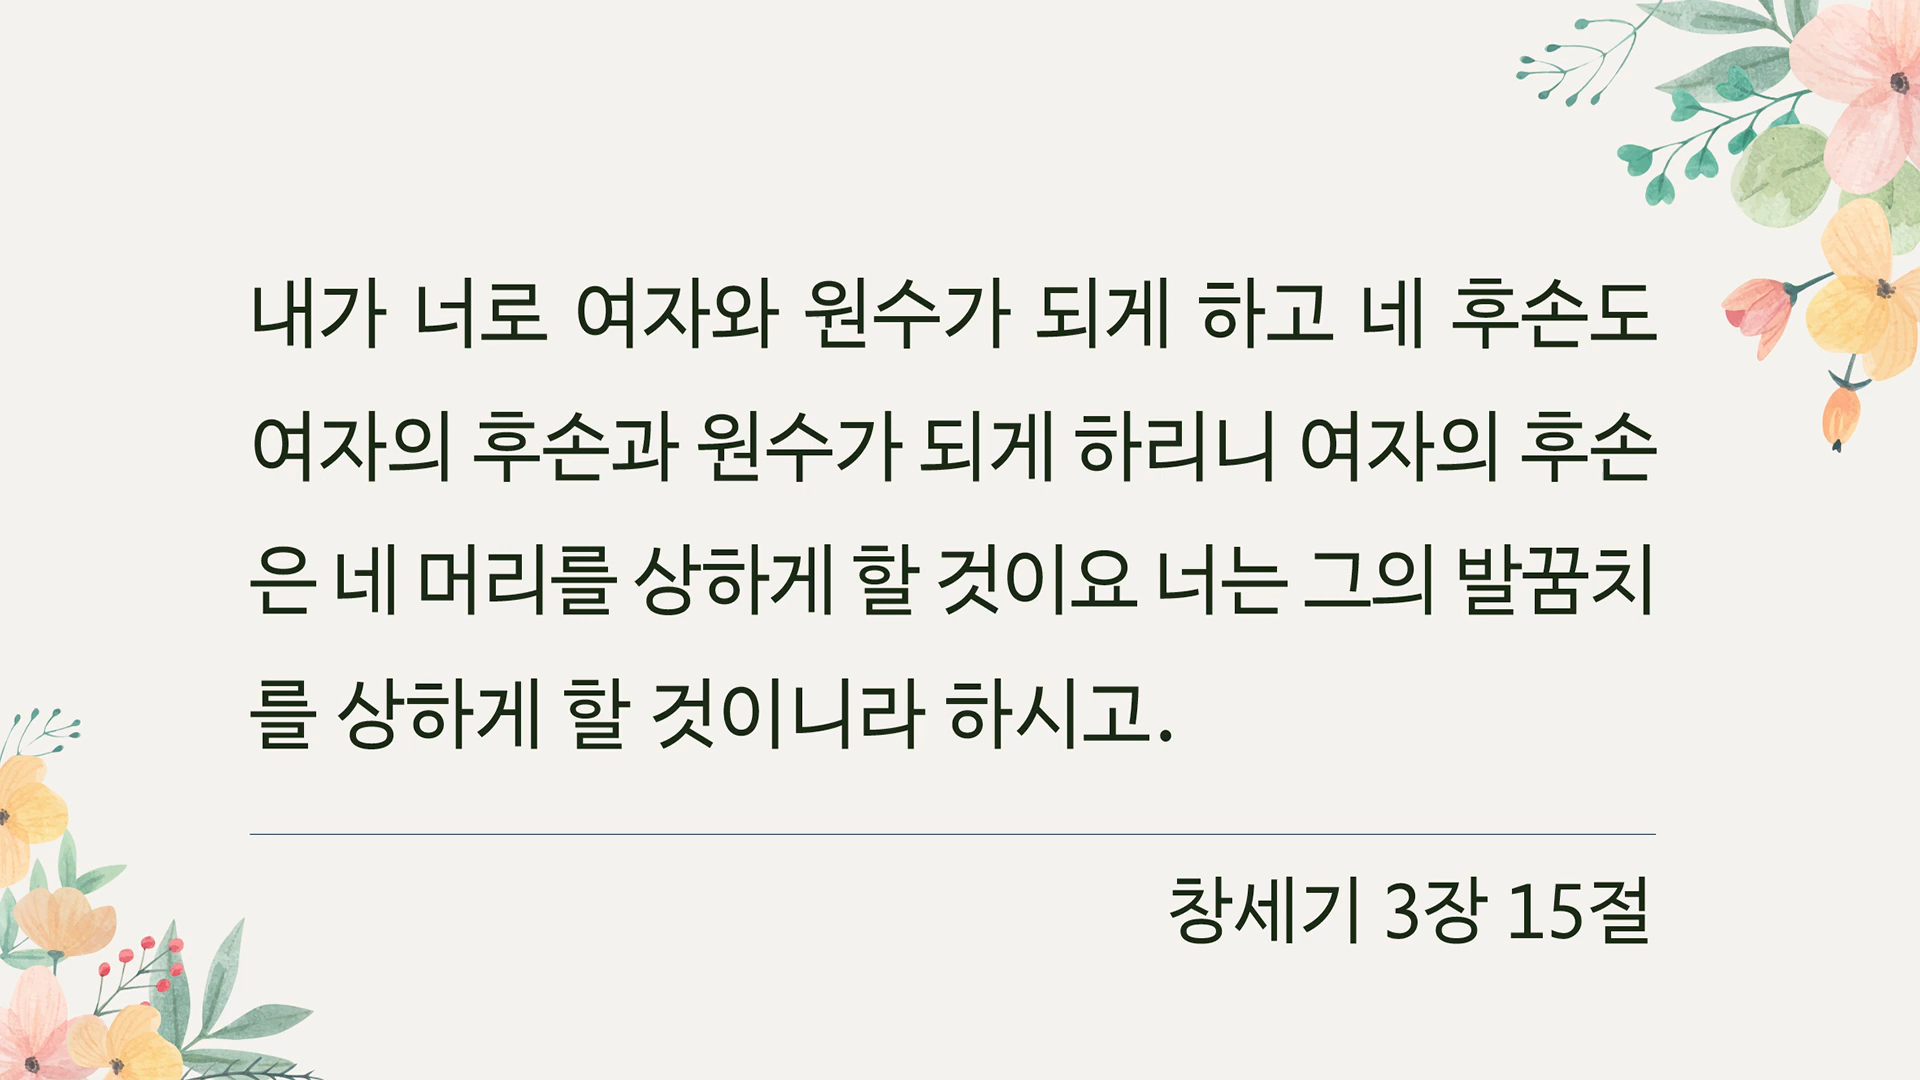 내가 너로 여자와 원수가 되게 하고 네 후손도
여자의 후손과 원수가 되게 하리니 여자의 후손
은 네 머리를 상하게 할 것이요 너는 그의 발꿈치
를 상하게 할 것이니라 하시고.
창세기 3장 15절